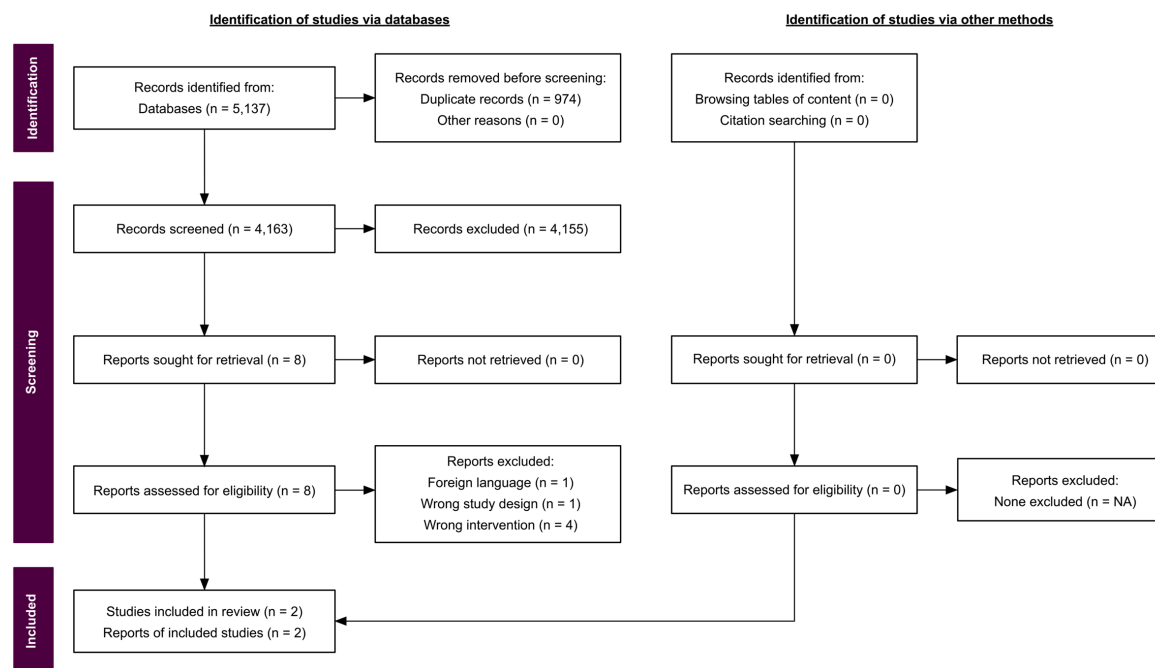 Identification of studies via databases
Identification of studies via other methods
Identification
Records identified from:
Databases (n = 5,137)
Records removed before screening:
Duplicate records (n = 974)
Other reasons (n = 0)
Records identified from:
Browsing tables of content (n = 0)
Citation searching (n = 0)
Screening
Records screened (n = 4,163)
Records excluded (n = 4,155)
Reports sought for retrieval (n = 8)
Reports not retrieved (n = 0)
Reports sought for retrieval (n = 0)
Reports not retrieved (n = 0)
Reports assessed for eligibility (n = 8)
Reports excluded:
Foreign language (n = 1)
Wrong study design (n = 1)
Wrong intervention (n = 4)
Reports assessed for eligibility (n = 0)
Reports excluded:
None excluded (n = NA)
Included
Studies included in review (n = 2)
Reports of included studies (n = 2)